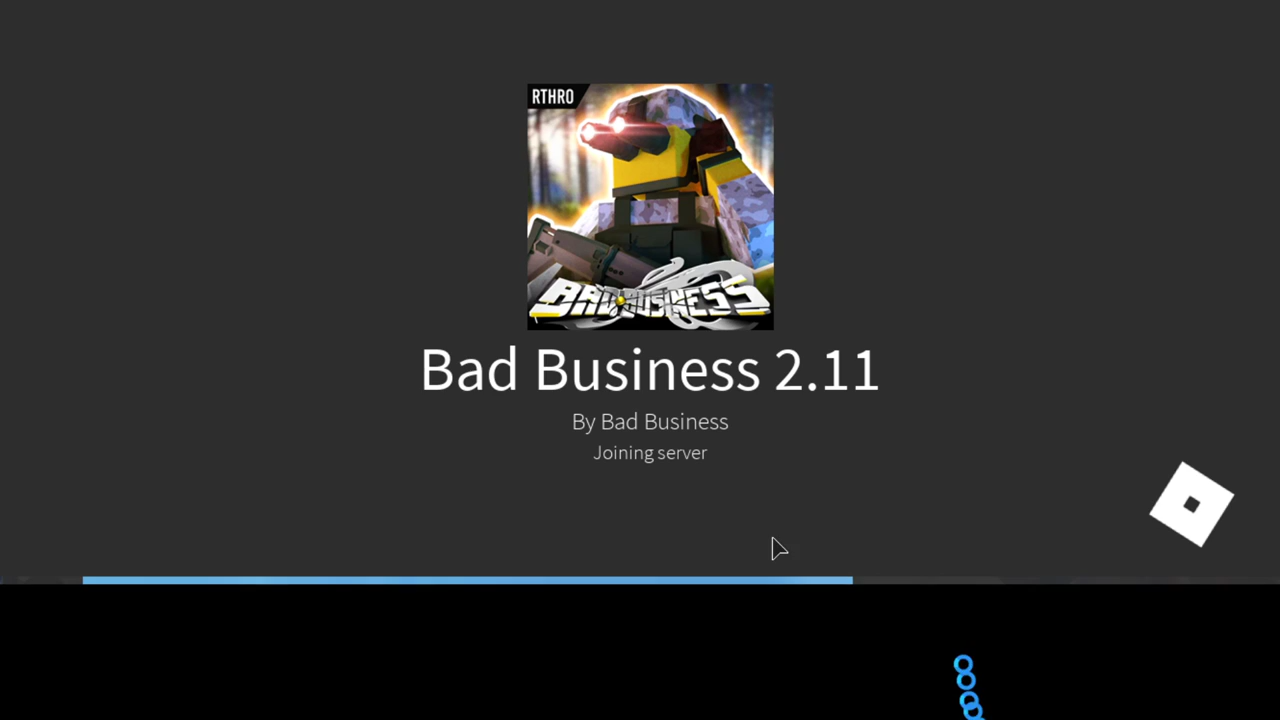 RTHRO
BAD BUSINESS
Bad Business 2.11
By Bad Business
Joining server